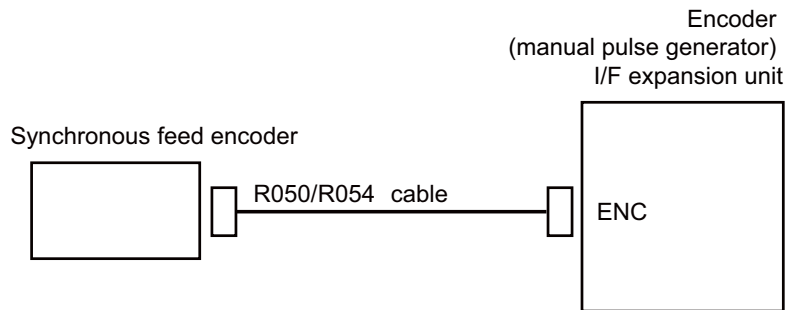 Encoder
(manual pulse generator)
I/F expansion unit
Synchronous feed encoder
R050/R054 cable
ENC